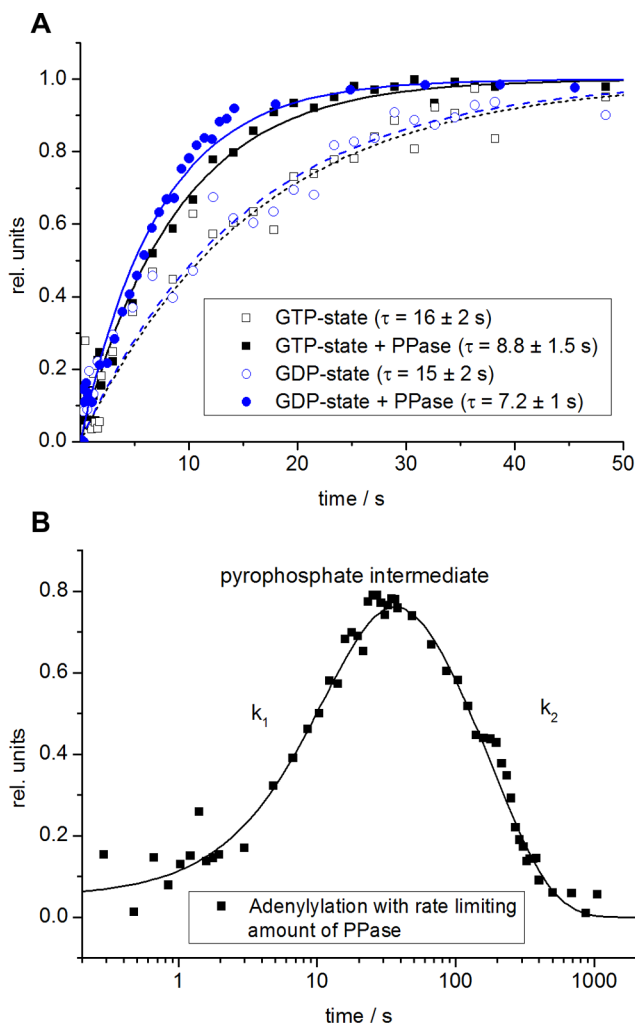 A
1.0
0.8
0.6
0.4
0.2
0.0
rel. units
GTP-state (τ = 16 ± 2 s)
GTP-state + PPase (τ = 8.8 ± 1.5 s)
GDP-state (τ = 15 ± 2 s)
GDP-state + PPase (τ = 7.2 ± 1 s)
10 20 30 40 50
time / s
B
pyrophosphate intermediate
0.8
0.6
0.4
0.2
0.0
rel. units
k₁
k₂
Adenylylation with rate limiting
amount of PPase
1 10 100 1000
time / s